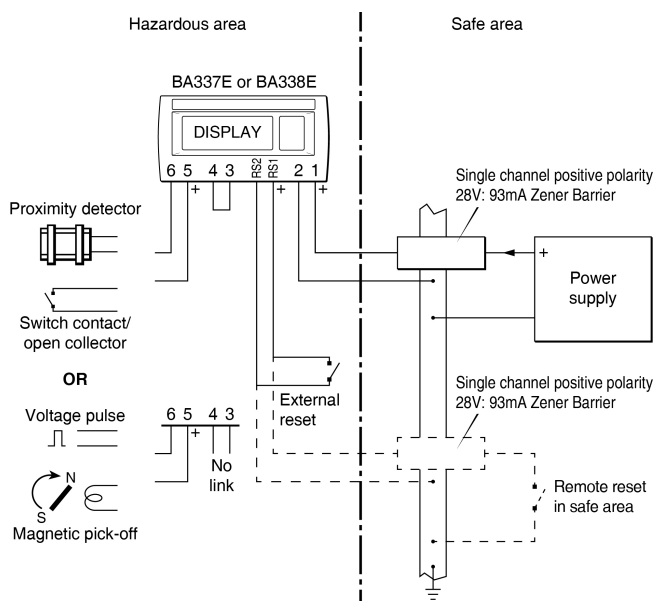 Hazardous area
Safe area
BA337E or BA338E
DISPLAY
6 5 4 3 RS2 RS1 2 1
+ + +
Single channel positive polarity
28V: 93mA Zener Barrier
Proximity detector
+
Power
supply
Switch contact/
open collector
OR
External
reset
Single channel positive polarity
28V: 93mA Zener Barrier
Voltage pulse
6 5 4 3
+
No
link
N
S
Magnetic pick-off
Remote reset
in safe area